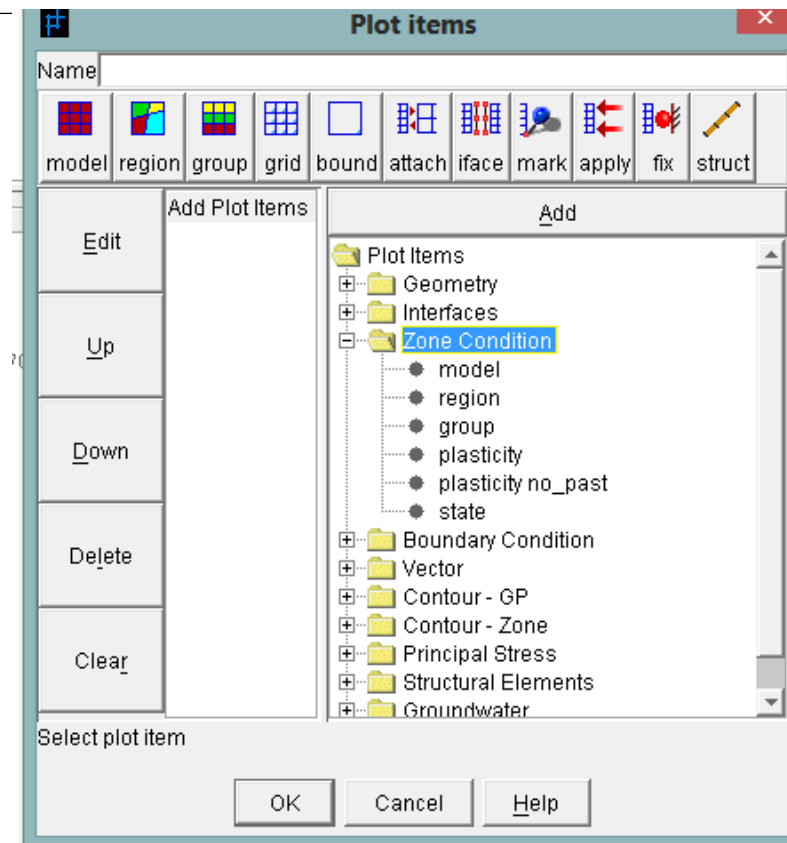 Plot items
Name
model region group grid bound attach iface mark apply fix struct
Edit
Up
Down
Delete
Clear
Add Plot Items
Add
Plot Items
Geometry
Interfaces
Zone Condition
model
region
group
plasticity
plasticity no_past
state
Boundary Condition
Vector
Contour - GP
Contour - Zone
Principal Stress
Structural Elements
Groundwater
Select plot item
OK Cancel Help